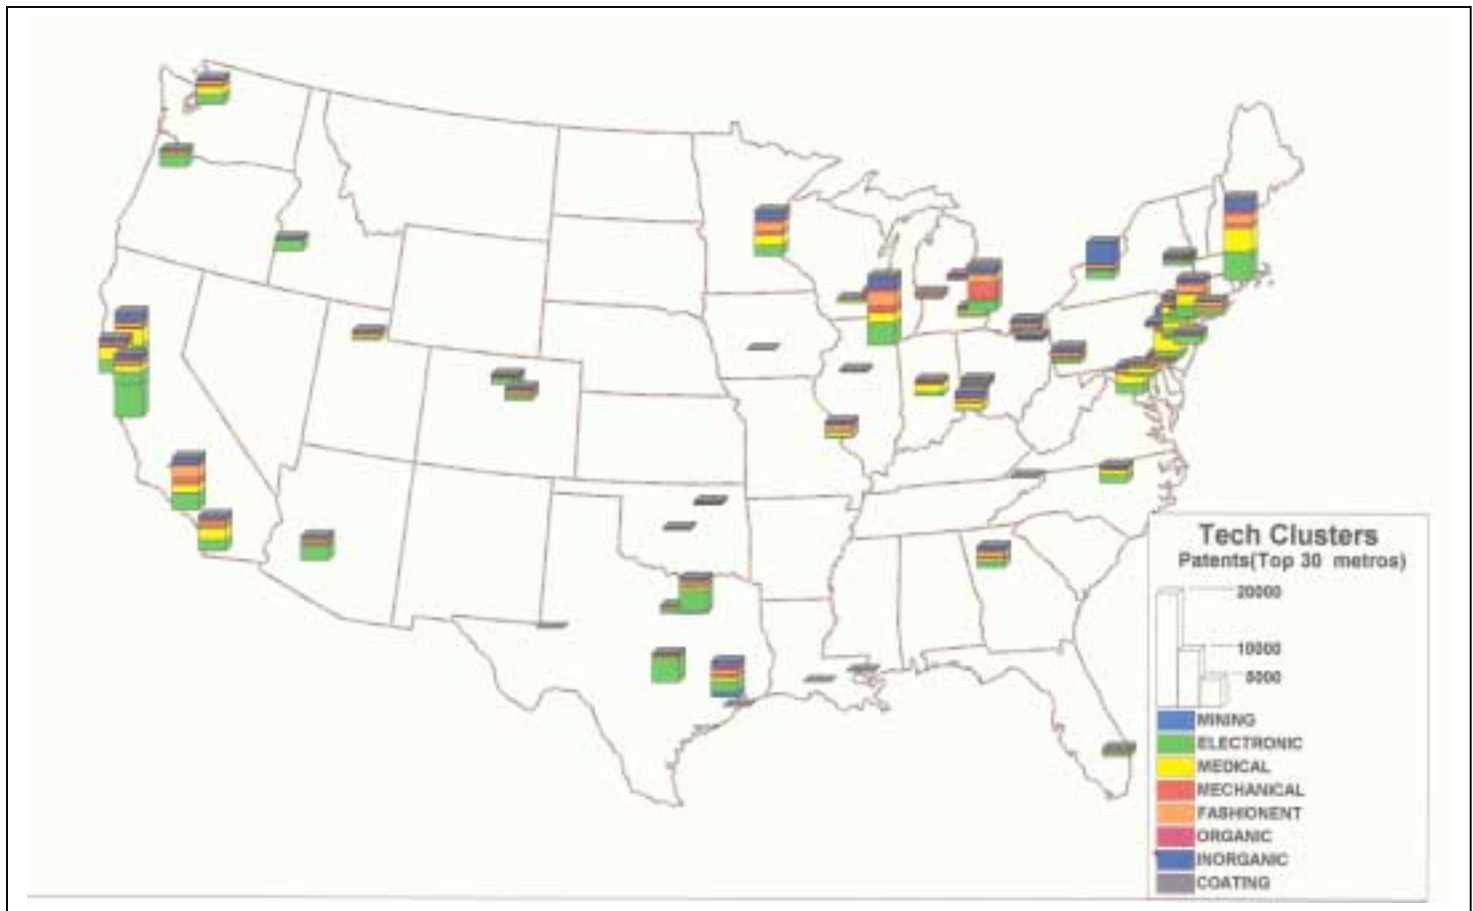 Tech Clusters
Patents(Top 30 metros)
20000
10000
5000
MINING
ELECTRONIC
MEDICAL
MECHANICAL
FASHIONENT
ORGANIC
INORGANIC
COATING